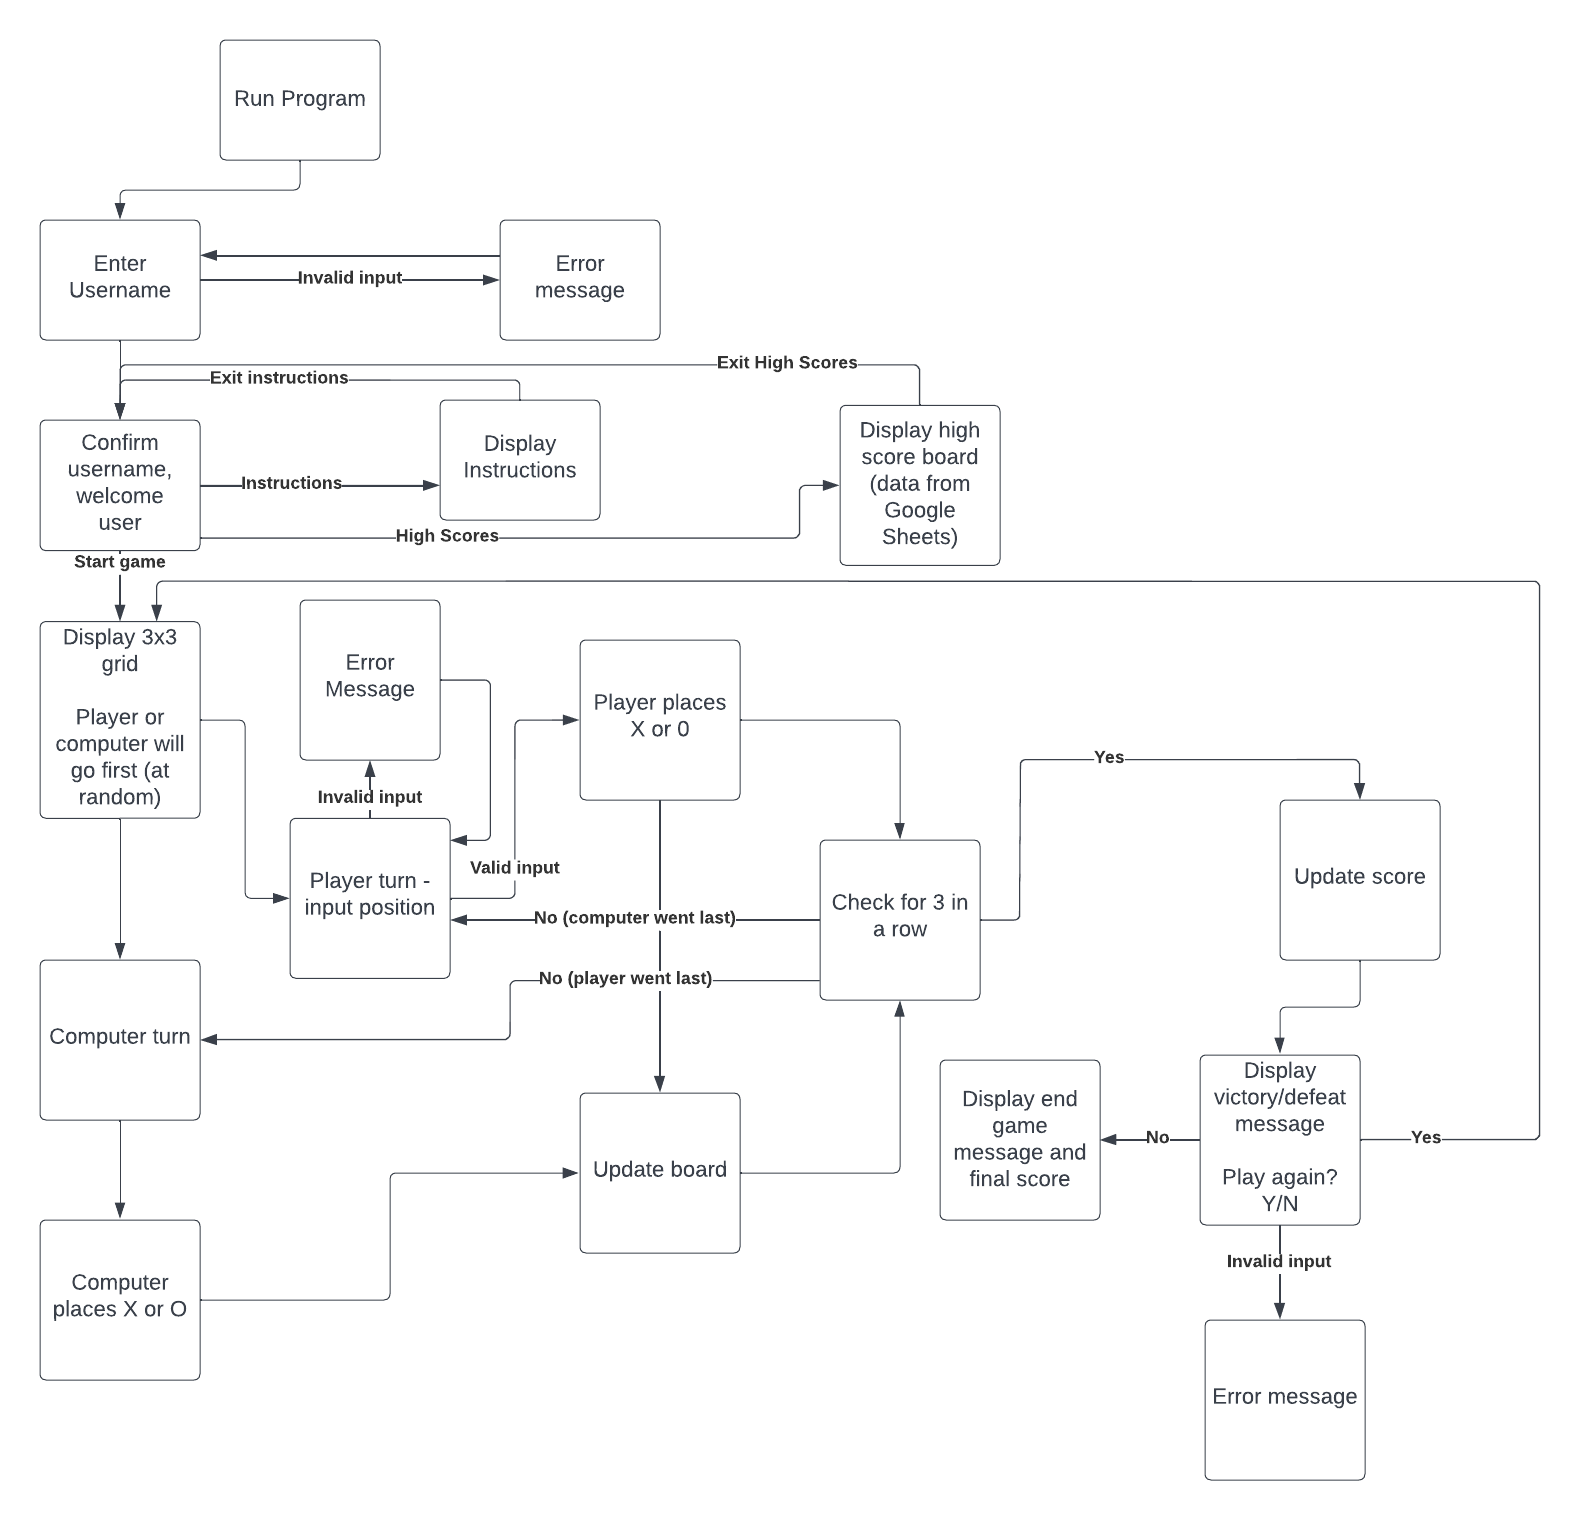 Run Program
Enter
Username
Invalid input
Error
message
Exit High Scores
Exit instructions
Confirm
username,
welcome
user
Instructions
Display
Instructions
High Scores
Display high
score board
(data from
Google
Sheets)
Start game
Display 3x3
grid
Player or
computer will
go first (at
random)
Error
Message
Invalid input
Player turn -
input position
Valid input
Player places
X or 0
No (computer went last)
No (player went last)
Check for 3 in
a row
Yes
Update score
Computer turn
Computer
places X or O
Update board
Display end
game
message and
final score
No
Display
victory/defeat
message
Play again?
Y/N
Yes
Invalid input
Error message